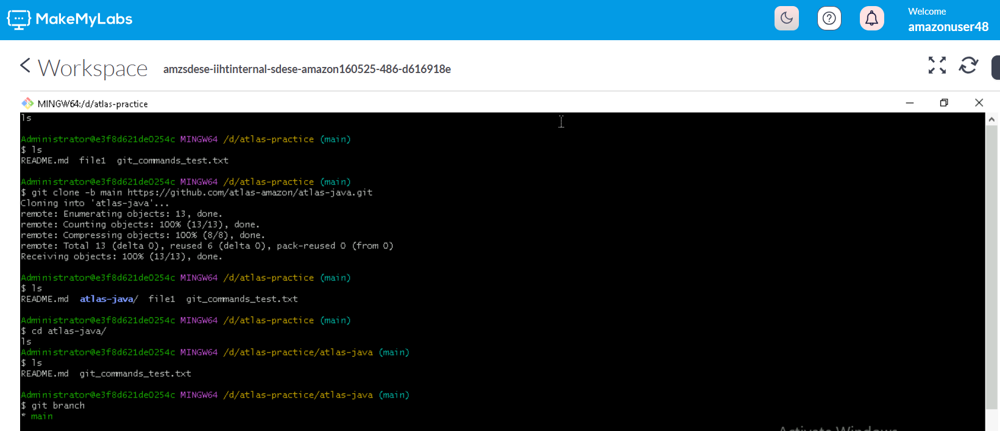 MakeMyLabs
Welcome
amazonuser48
Workspace amzsdese-iihtinternal-sdese-amazon160525-486-d616918e
MINGW64:/d/atlas-practice
ls
Administrator@e3f8d621de0254c MINGW64 /d/atlas-practice (main)
$ ls
README.md file1 git_commands_test.txt
Administrator@e3f8d621de0254c MINGW64 /d/atlas-practice (main)
$ git clone -b main https://github.com/atlas-amazon/atlas-java.git
Cloning into 'atlas-java'...
remote: Enumerating objects: 13, done.
remote: Counting objects: 100% (13/13), done.
remote: Compressing objects: 100% (8/8), done.
remote: Total 13 (delta 0), reused 6 (delta 0), pack-reused 0 (from 0)
Receiving objects: 100% (13/13), done.
Administrator@e3f8d621de0254c MINGW64 /d/atlas-practice (main)
$ ls
README.md atlas-java/ file1 git_commands_test.txt
Administrator@e3f8d621de0254c MINGW64 /d/atlas-practice (main)
$ cd atlas-java/
ls
Administrator@e3f8d621de0254c MINGW64 /d/atlas-practice/atlas-java (main)
$ ls
README.md git_commands_test.txt
Administrator@e3f8d621de0254c MINGW64 /d/atlas-practice/atlas-java (main)
$ git branch
* main
Activate Windows